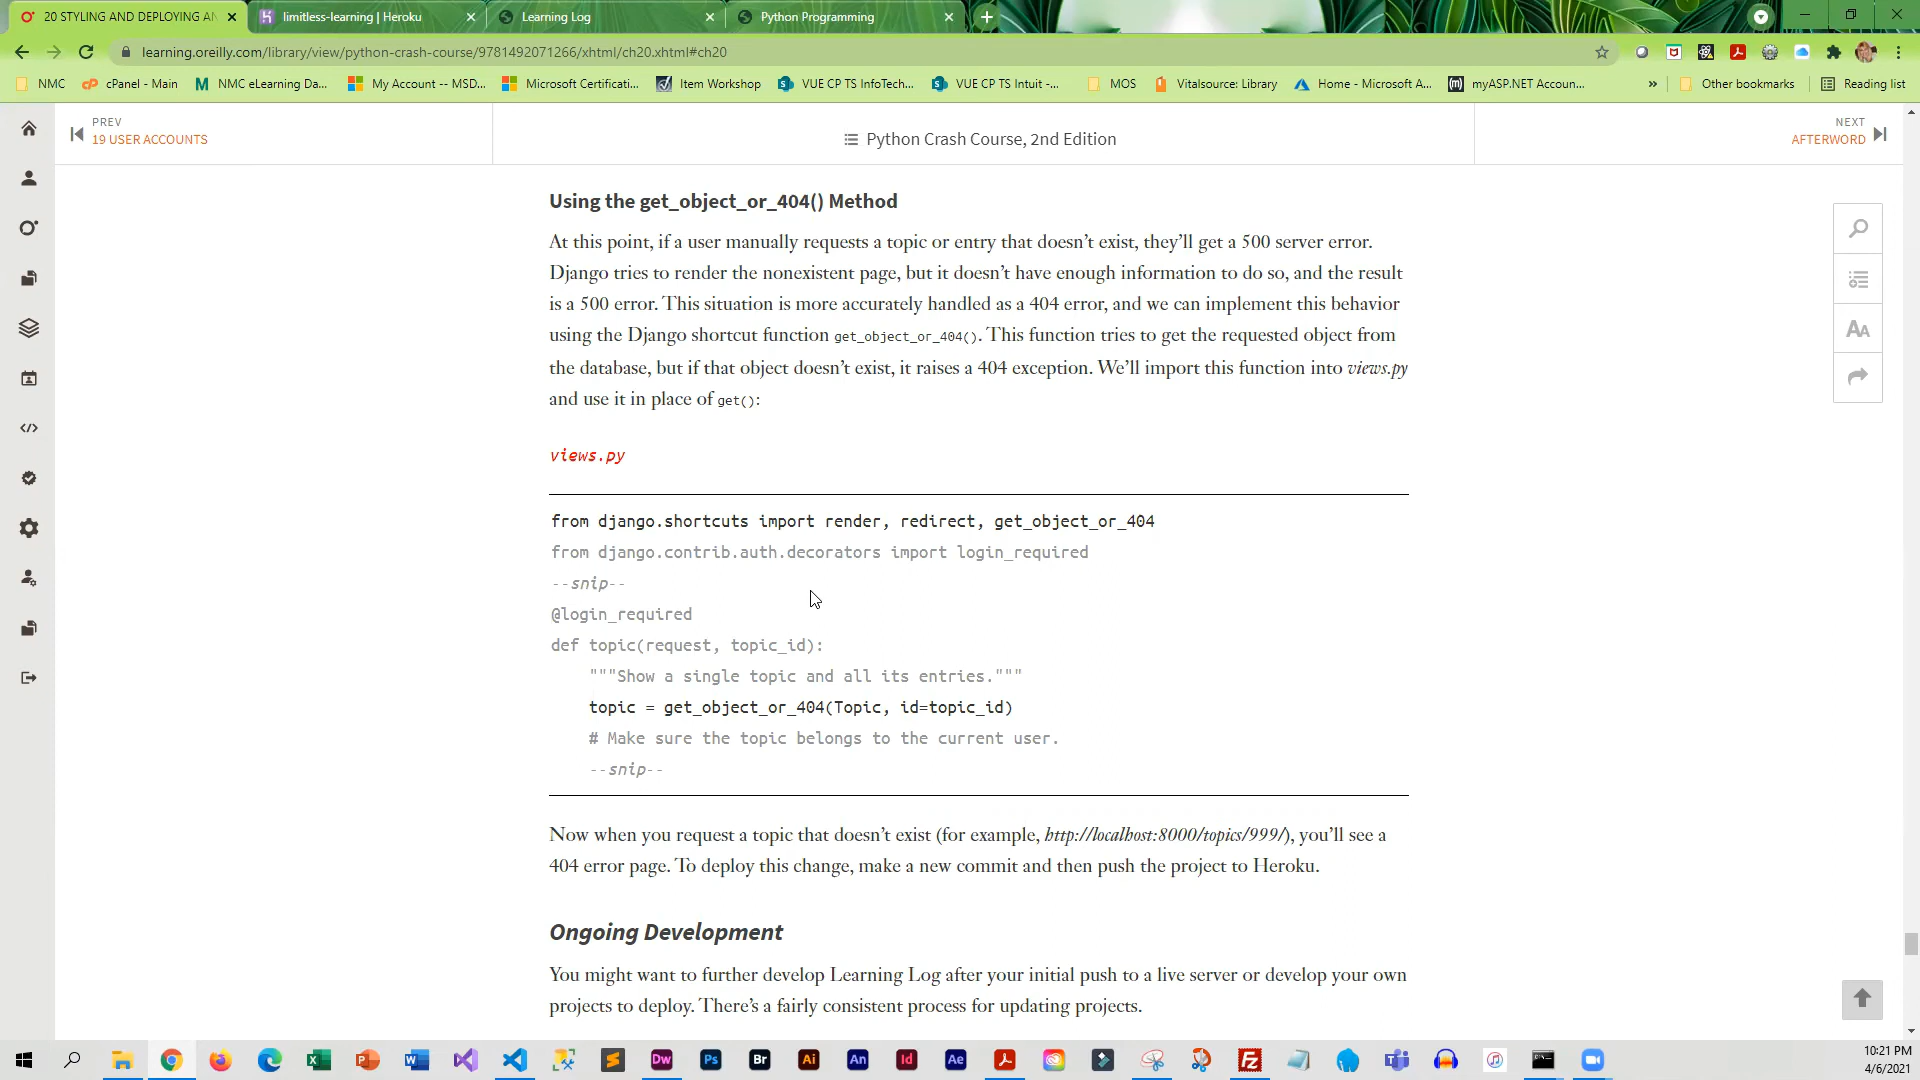 20 STYLING AND DEPLOYING AN
limitless-learning | Heroku
Learning Log
Python Programming
learning.oreilly.com/library/view/python-crash-course/9781492071266/xhtml/ch20.xhtml#ch20
NMC
cPanel - Main
NMC eLearning Da...
My Account -- MSD...
Microsoft Certificati...
Item Workshop
VUE CP TS InfoTech...
VUE CP TS Intuit -...
MOS
Vitalsource: Library
Home - Microsoft A...
myASP.NET Accoun...
»
Other bookmarks
Reading list
PREV
19 USER ACCOUNTS
Python Crash Course, 2nd Edition
NEXT
AFTERWORD
Using the get_object_or_404() Method
At this point, if a user manually requests a topic or entry that doesn’t exist, they’ll get a 500 server error.
Django tries to render the nonexistent page, but it doesn’t have enough information to do so, and the result
is a 500 error. This situation is more accurately handled as a 404 error, and we can implement this behavior
using the Django shortcut function get_object_or_404(). This function tries to get the requested object from
the database, but if that object doesn’t exist, it raises a 404 exception. We’ll import this function into views.py
and use it in place of get():
views.py
from django.shortcuts import render, redirect, get_object_or_404
from django.contrib.auth.decorators import login_required
--snip--
@login_required
def topic(request, topic_id):
"""Show a single topic and all its entries."""
topic = get_object_or_404(Topic, id=topic_id)
# Make sure the topic belongs to the current user.
--snip--
Now when you request a topic that doesn’t exist (for example, http://localhost:8000/topics/999/), you’ll see a
404 error page. To deploy this change, make a new commit and then push the project to Heroku.
Ongoing Development
You might want to further develop Learning Log after your initial push to a live server or develop your own
projects to deploy. There’s a fairly consistent process for updating projects.
Dw
Ps
Br
Ai
An
Id
Ae
10:21 PM
4/6/2021